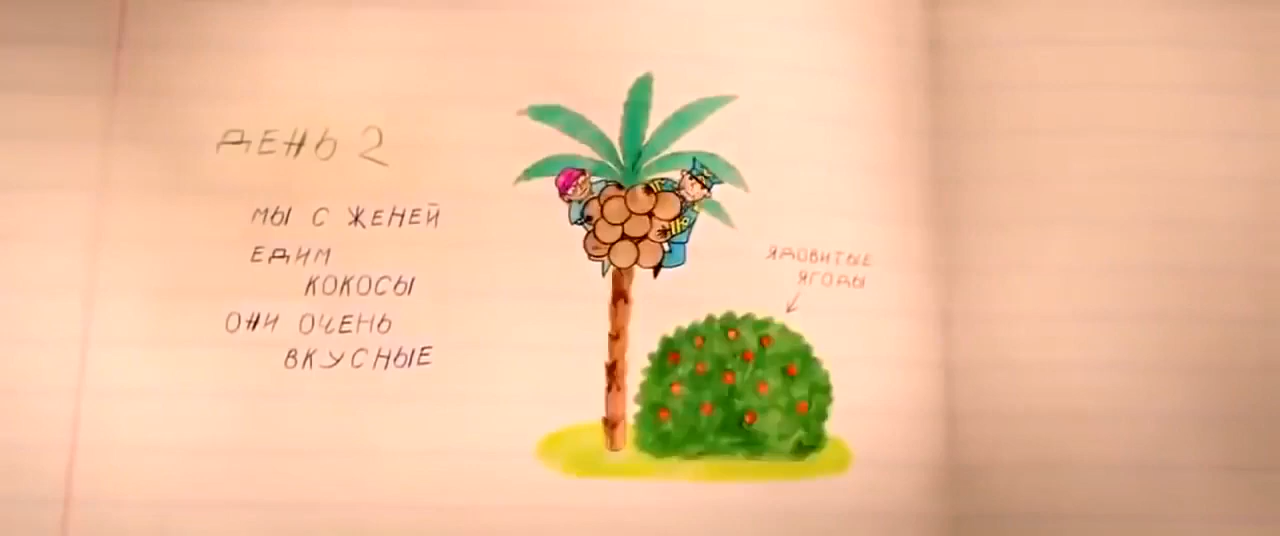 ДЕНЬ 2
МЫ С ЖЕНЕЙ
ЕДИМ
КОКОСЫ
ОНИ ОЧЕНЬ
ВКУСНЫЕ
ЯДОВИТЫЕ
ЯГОДЫ